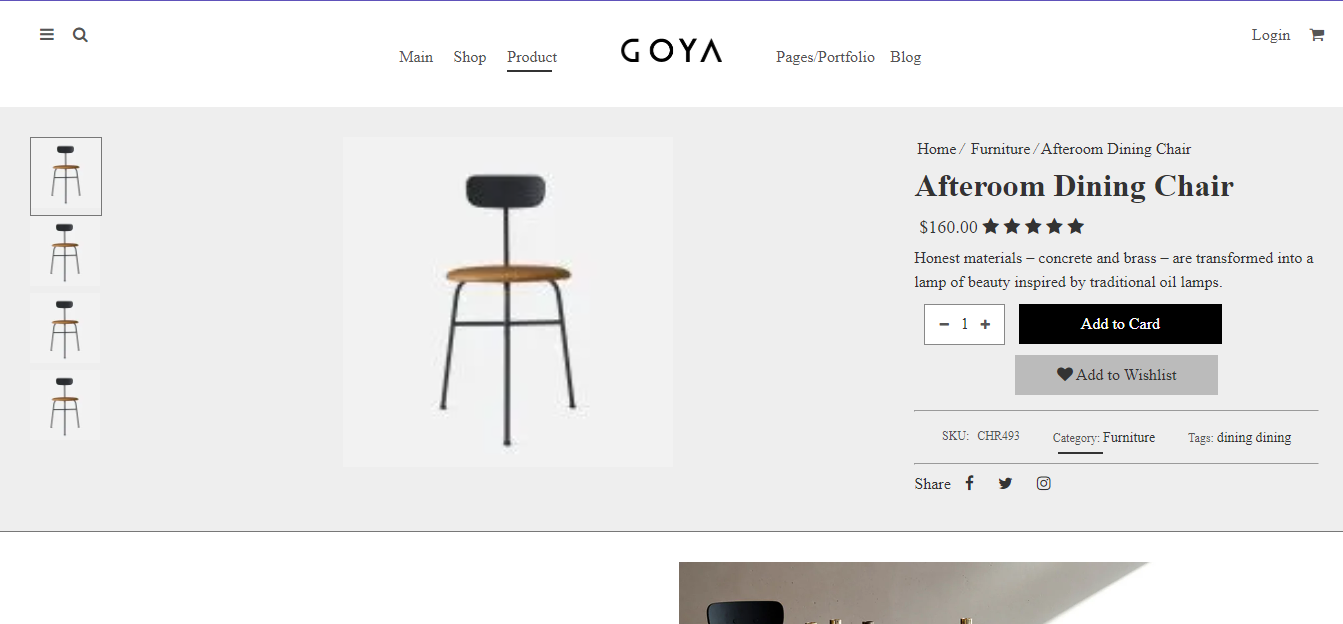 Login
Main Shop Product GOYA Pages/Portfolio Blog
Home / Furniture / Afteroom Dining Chair
Afteroom Dining Chair
$160.00
Honest materials – concrete and brass – are transformed into a
lamp of beauty inspired by traditional oil lamps.
− 1 + Add to Card
Add to Wishlist
SKU: CHR493 Category: Furniture Tags: dining dining
Share